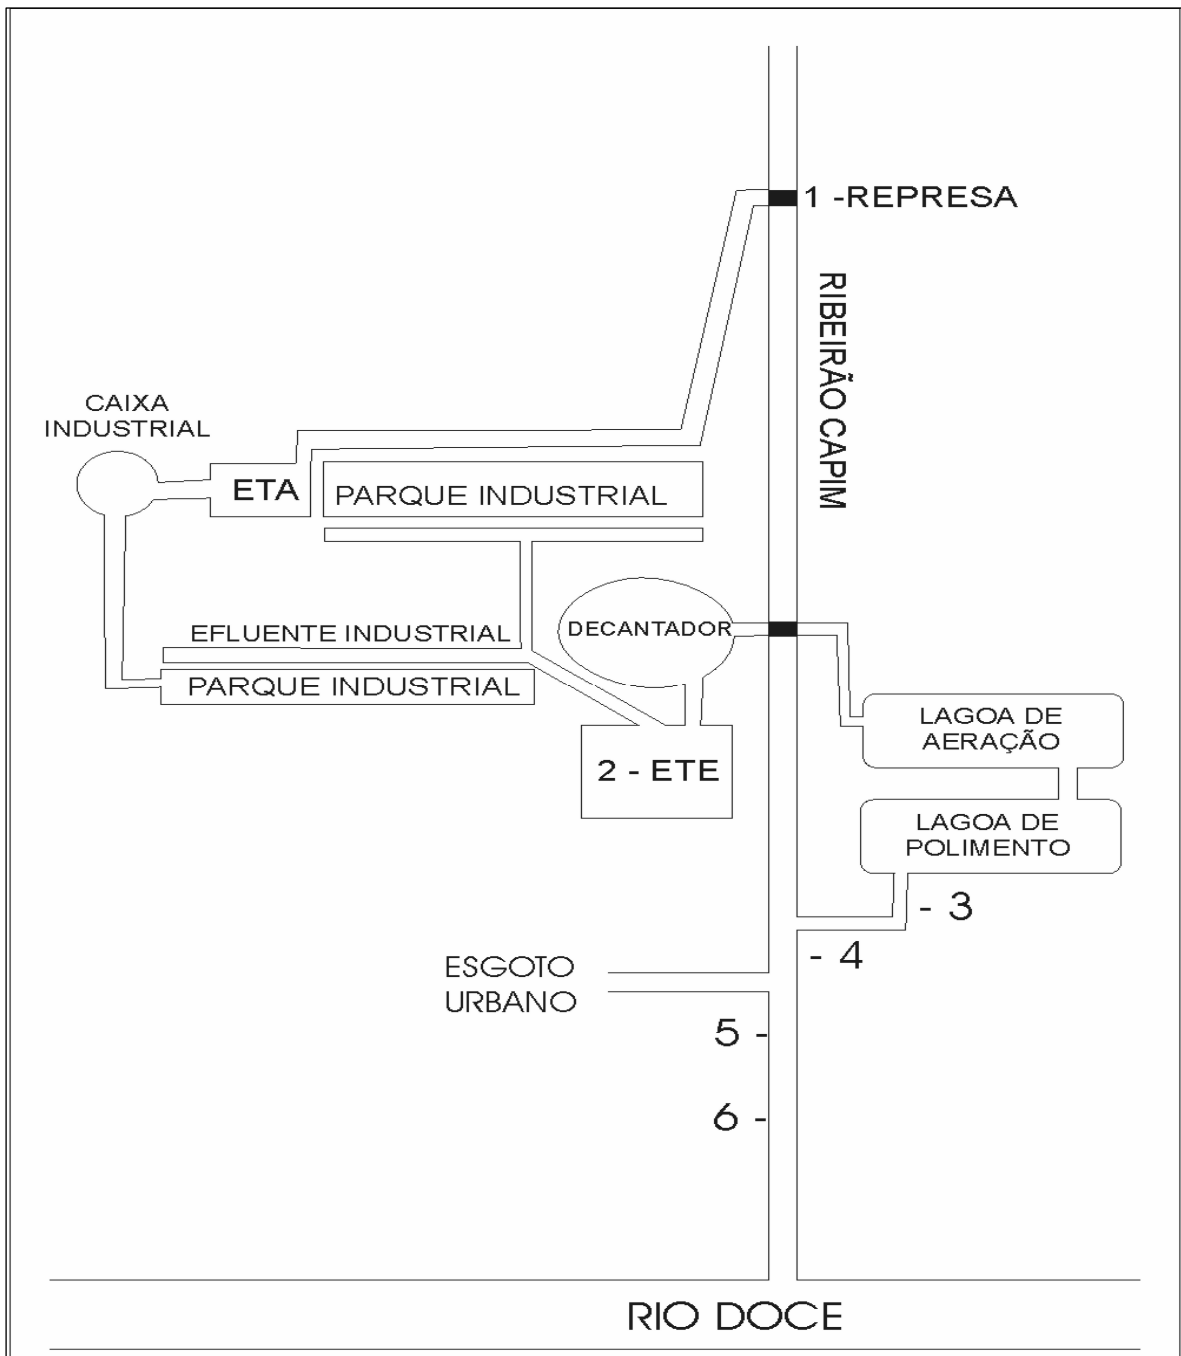 1 -REPRESA
RIBEIRÃO CAPIM
CAIXA
INDUSTRIAL
ETA
PARQUE INDUSTRIAL
DECANTADOR
EFLUENTE INDUSTRIAL
PARQUE INDUSTRIAL
LAGOA DE
AERAÇÃO
2 - ETE
LAGOA DE
POLIMENTO
- 3
- 4
ESGOTO
URBANO
5 -
6 -
RIO DOCE